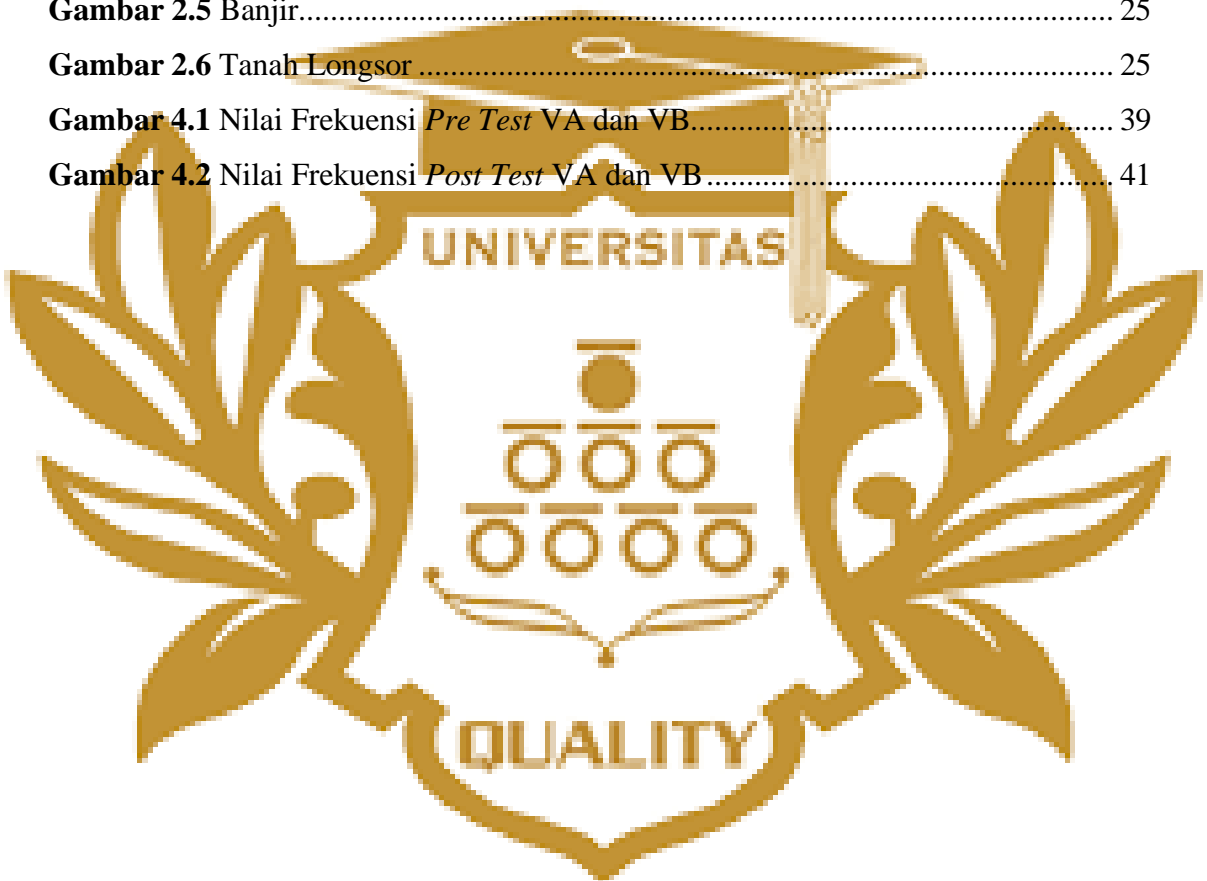 Gambar 2.5 Banjir.......................................................................................................... 25
Gambar 2.6 Tanah Longsor........................................................................................... 25
Gambar 4.1 Nilai Frekuensi Pre Test VA dan VB....................................................... 39
Gambar 4.2 Nilai Frekuensi Post Test VA dan VB..................................................... 41
UNIVERSITAS
QUALITY